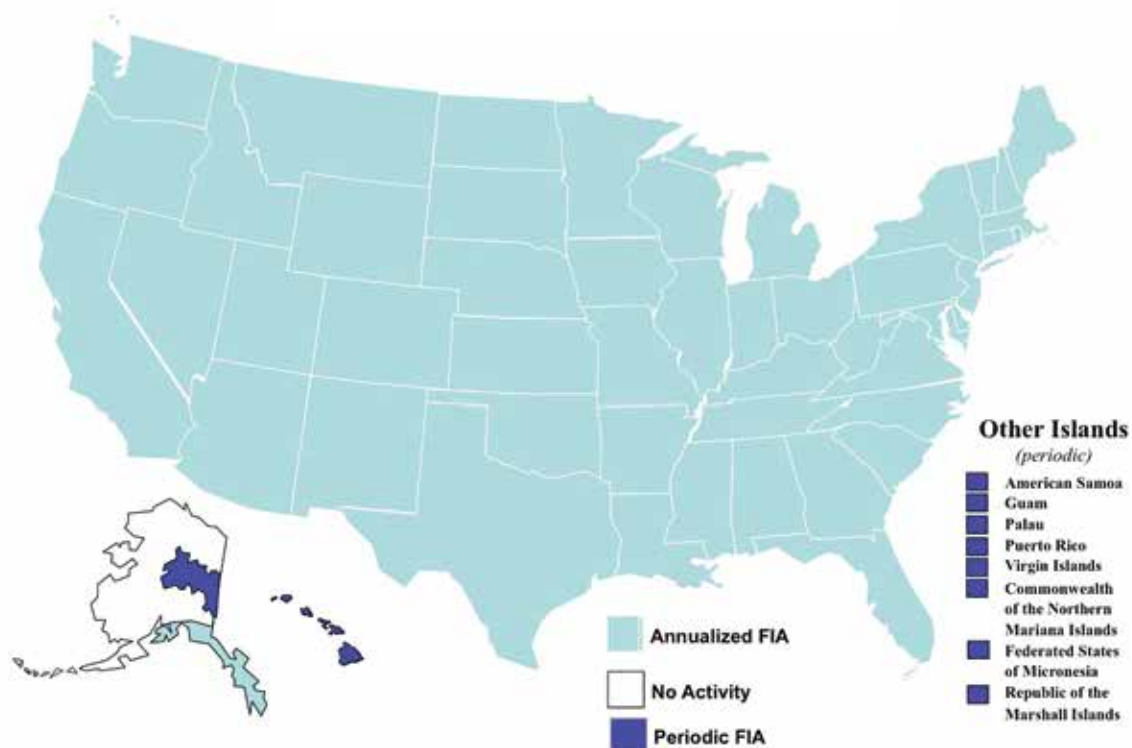 Other Islands
(periodic)
American Samoa
Guam
Palau
Puerto Rico
Virgin Islands
Commonwealth
of the Northern
Mariana Islands
Federated States
of Micronesia
Republic of the
Marshall Islands
Annualized FIA
No Activity
Periodic FIA